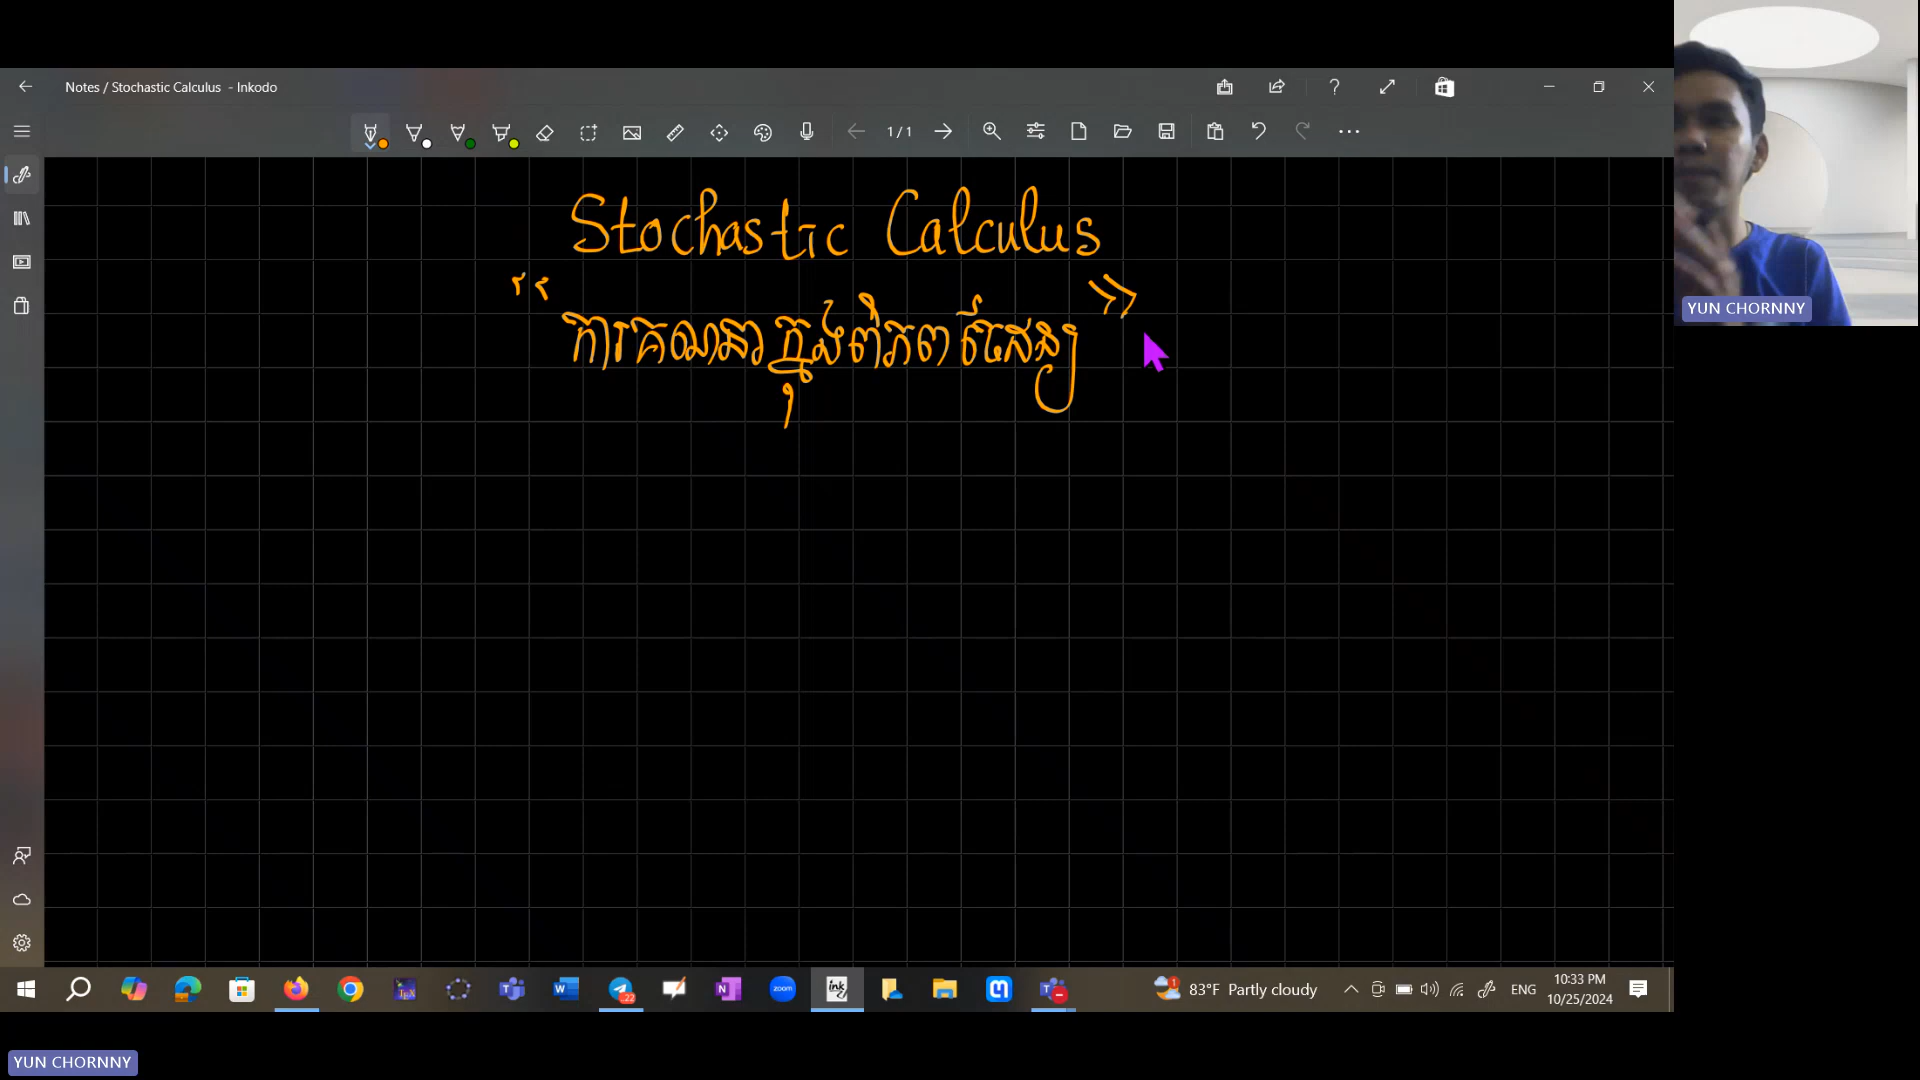 Notes / Stochastic Calculus - Inkodo
1 / 1
Stochastic Calculus
"ការគណនាក្នុងពិភពចៃដន្យ"
YUN CHORNNY
83°F Partly cloudy
ENG
10:33 PM
10/25/2024
YUN CHORNNY